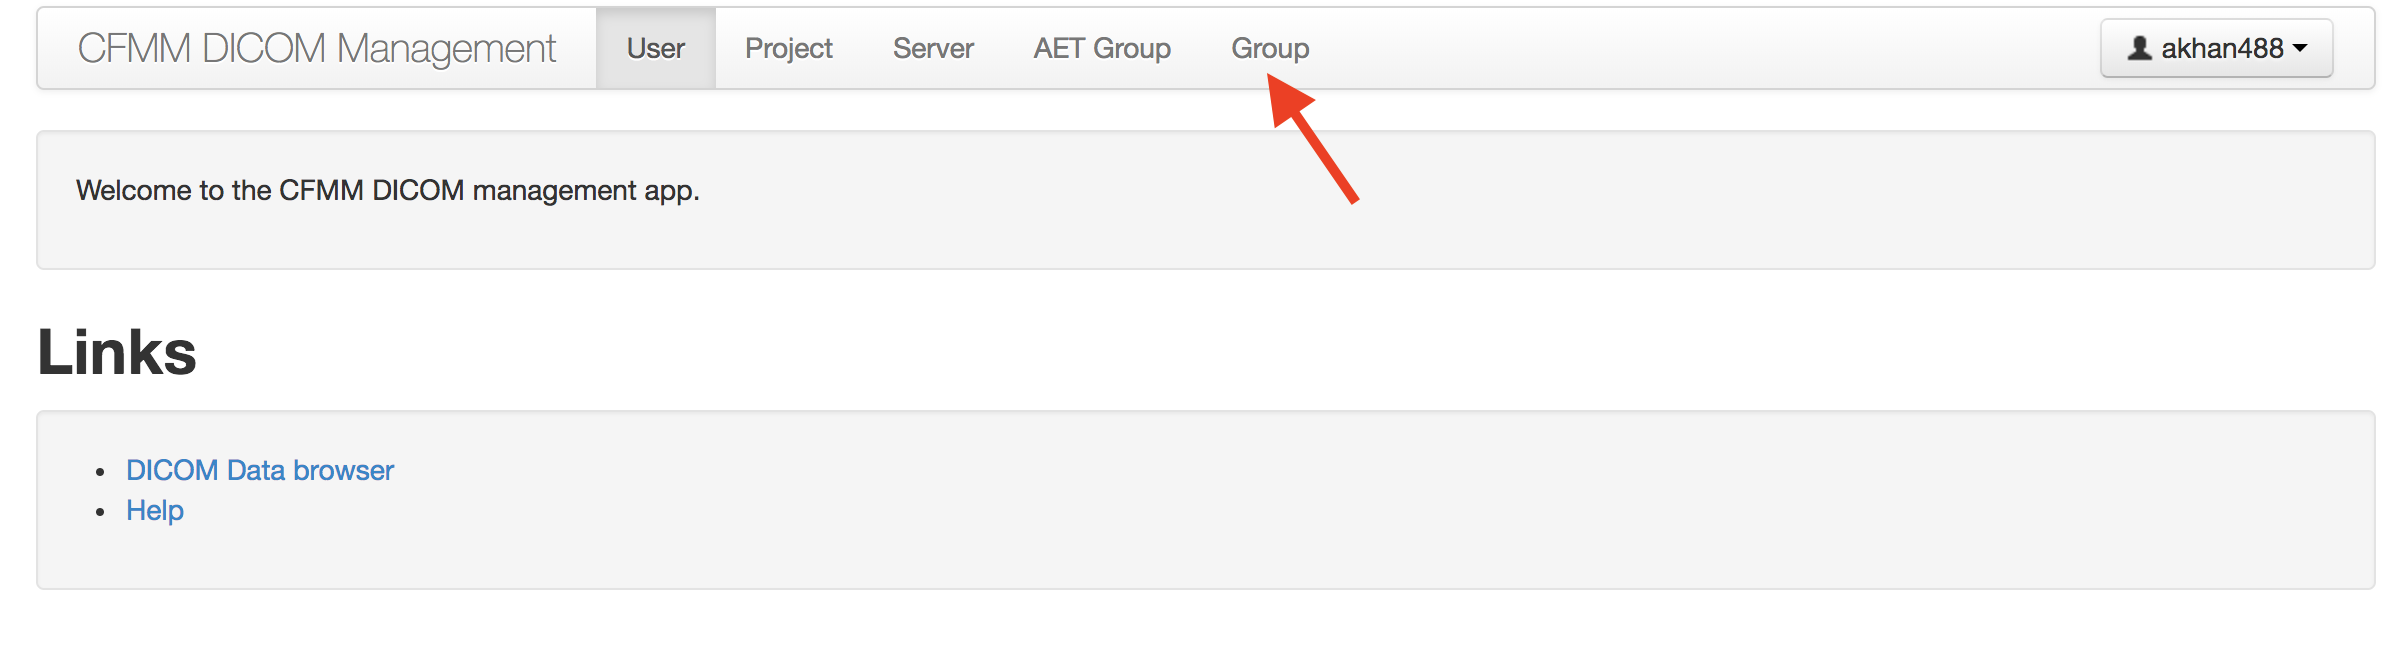 CFMM DICOM Management User Project Server AET Group Group akhan488
Welcome to the CFMM DICOM management app.
Links
DICOM Data browser
Help